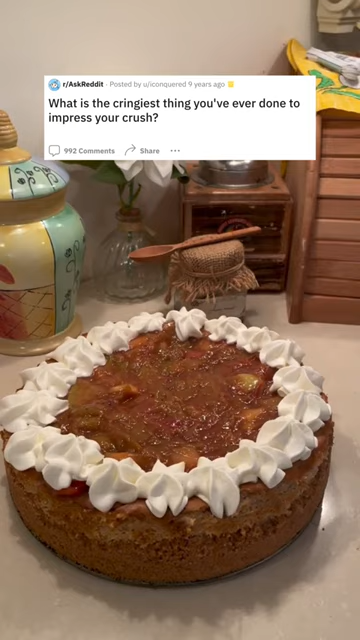 r/AskReddit · Posted by u/iconquered 9 years ago
What is the cringiest thing you've ever done to
impress your crush?
992 Comments Share ...